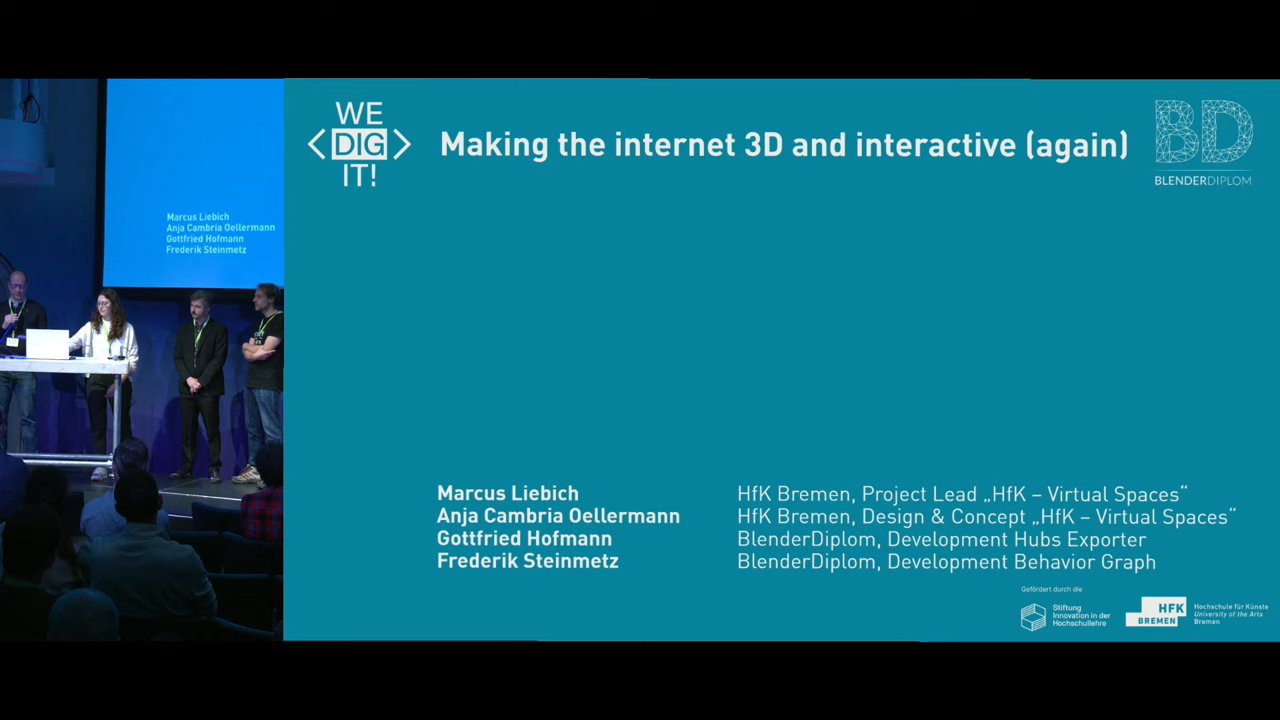 WE
<DIG>
IT!
Making the internet 3D and interactive (again)
BD
BLENDERDIPLOM
Marcus Liebich
Anja Cambria Oellermann
Gottfried Hofmann
Frederik Steinmetz
Marcus Liebich HfK Bremen, Project Lead „HfK – Virtual Spaces“
Anja Cambria Oellermann HfK Bremen, Design & Concept „HfK – Virtual Spaces“
Gottfried Hofmann BlenderDiplom, Development Hubs Exporter
Frederik Steinmetz BlenderDiplom, Development Behavior Graph
Gefördert durch die
Stiftung
Innovation in der
Hochschullehre
HFK
BREMEN
Hochschule für Künste
University of the Arts
Bremen